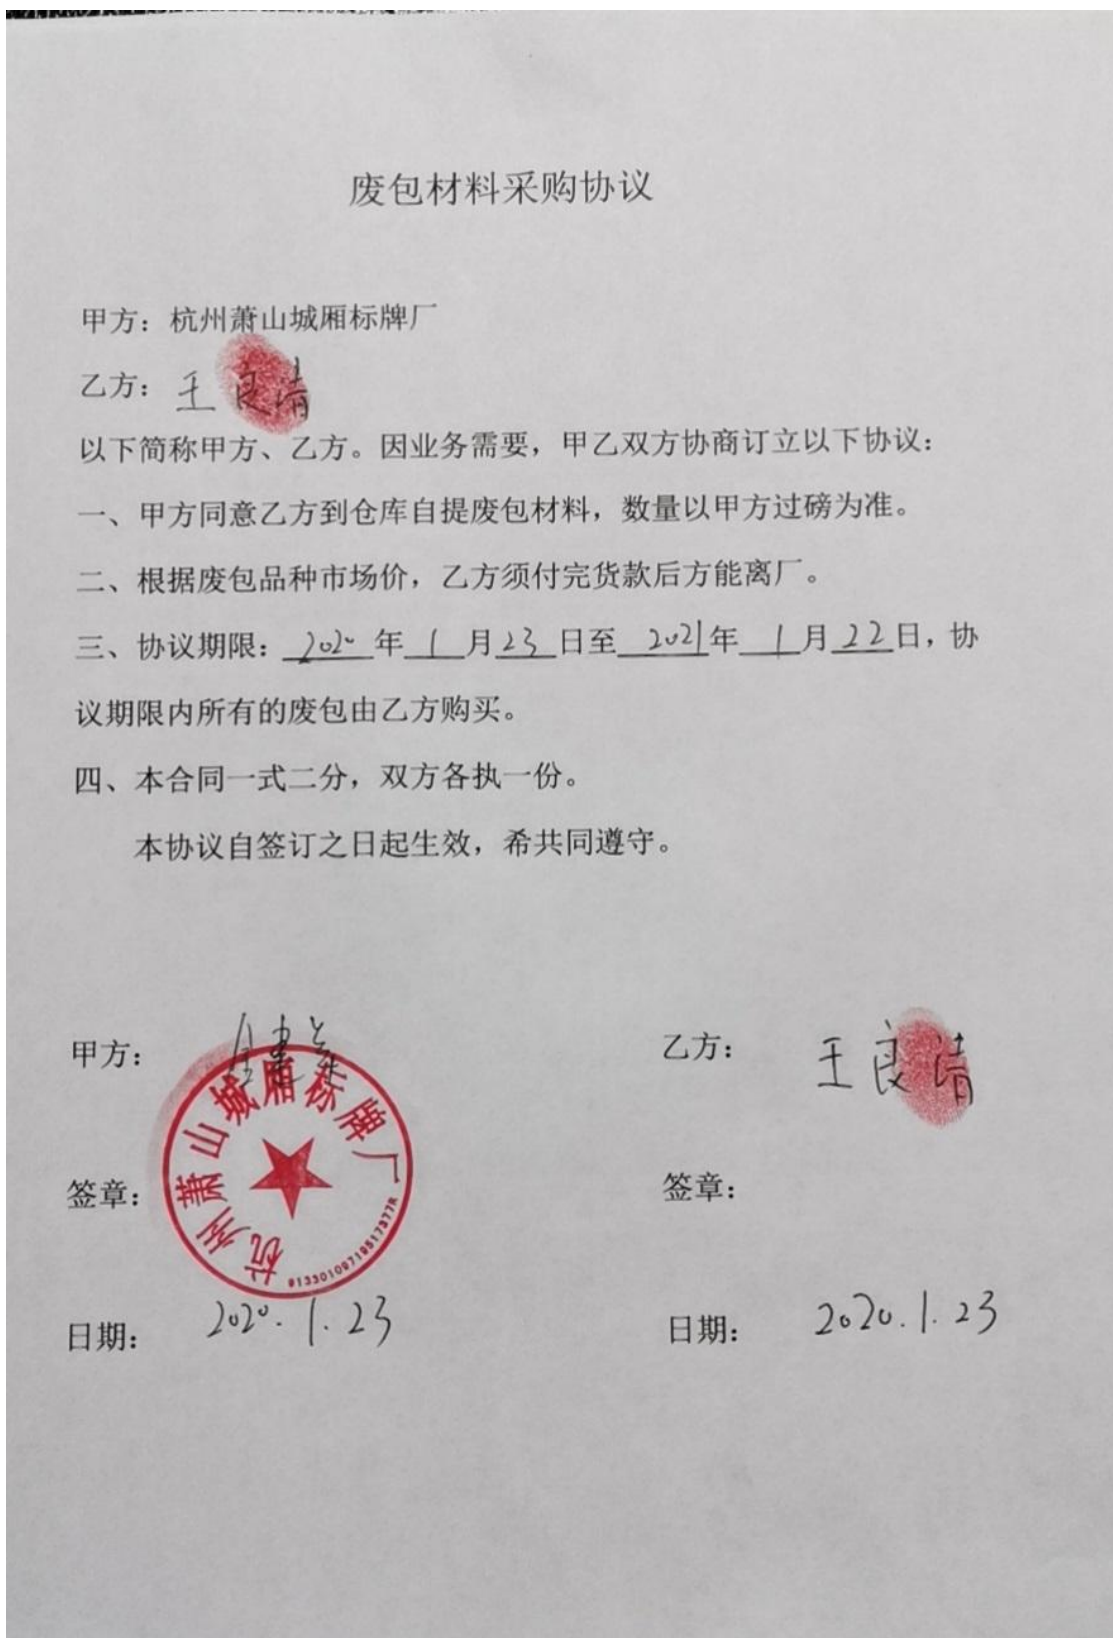 废包材料采购协议
甲方：杭州萧山城厢标牌厂
乙方：王良清
以下简称甲方、乙方。因业务需要，甲乙双方协商订立以下协议：
一、甲方同意乙方到仓库自提废包材料，数量以甲方过磅为准。
二、根据废包品种市场价，乙方须付完货款后方能离厂。
三、协议期限：2020年1月23日至2021年1月22日，协
议期限内所有的废包由乙方购买。
四、本合同一式二分，双方各执一份。
本协议自签订之日起生效，希共同遵守。
甲方： 乙方：王良清
杭州萧山城厢标牌厂
签章： 签章：
日期：2020.1.23 日期：2020.1.23